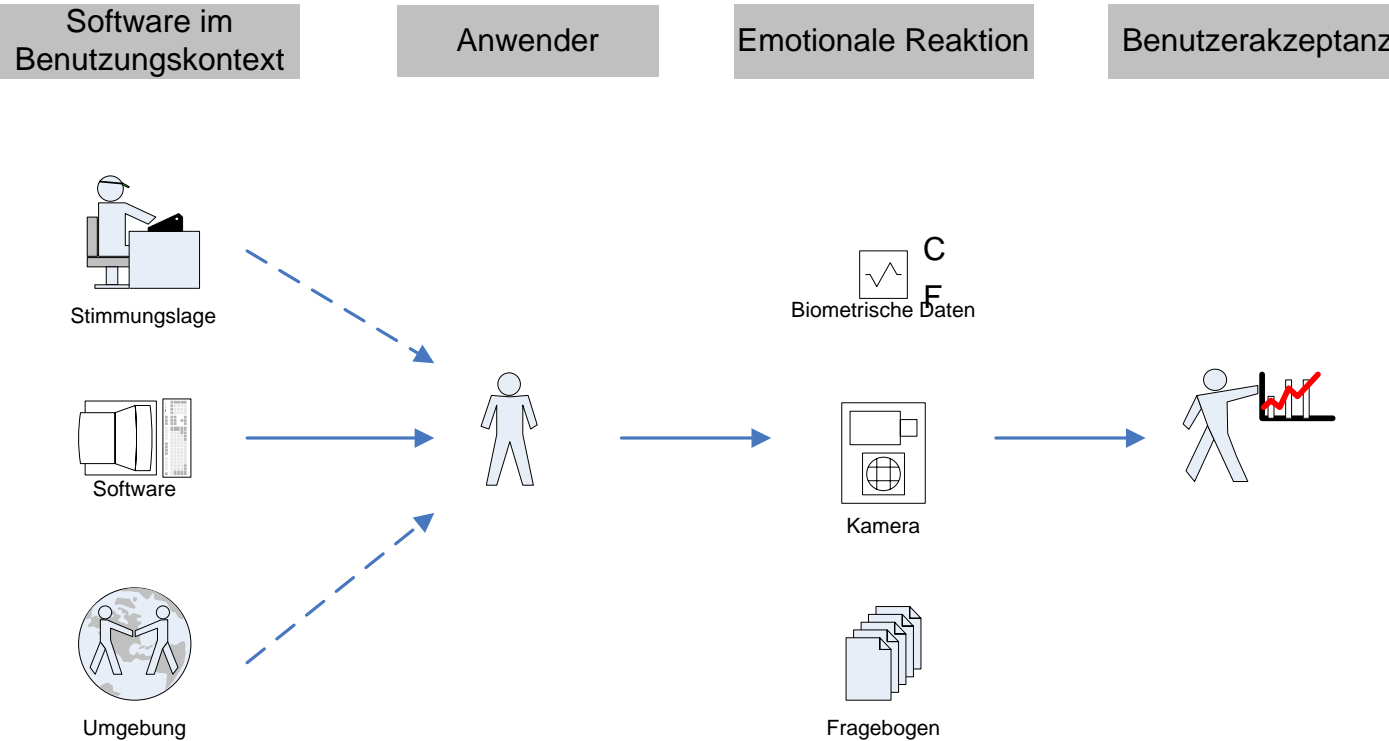 Software im
Benutzungskontext
Anwender
Emotionale Reaktion
Benutzerakzeptanz
Stimmungslage
C
F
Biometrische Daten
Software
Kamera
Umgebung
Fragebogen